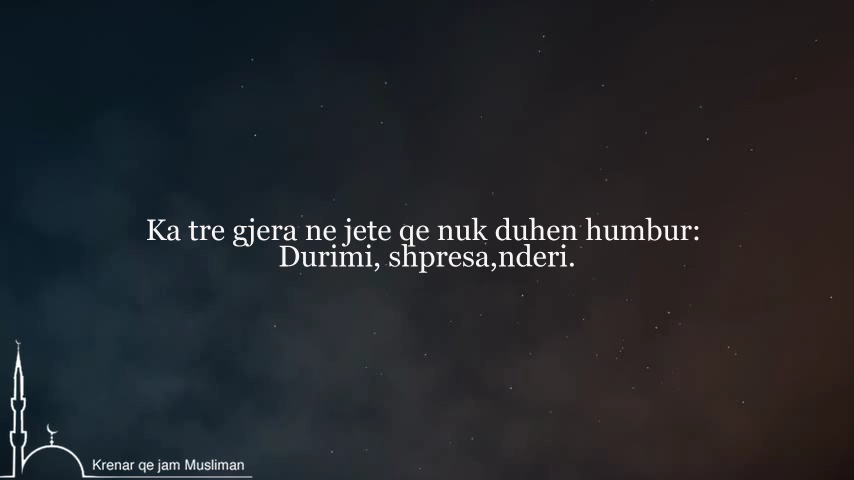 Ka tre gjera ne jete qe nuk duhen humbur:
Durimi, shpresa,nderi.
Krenar qe jam Musliman